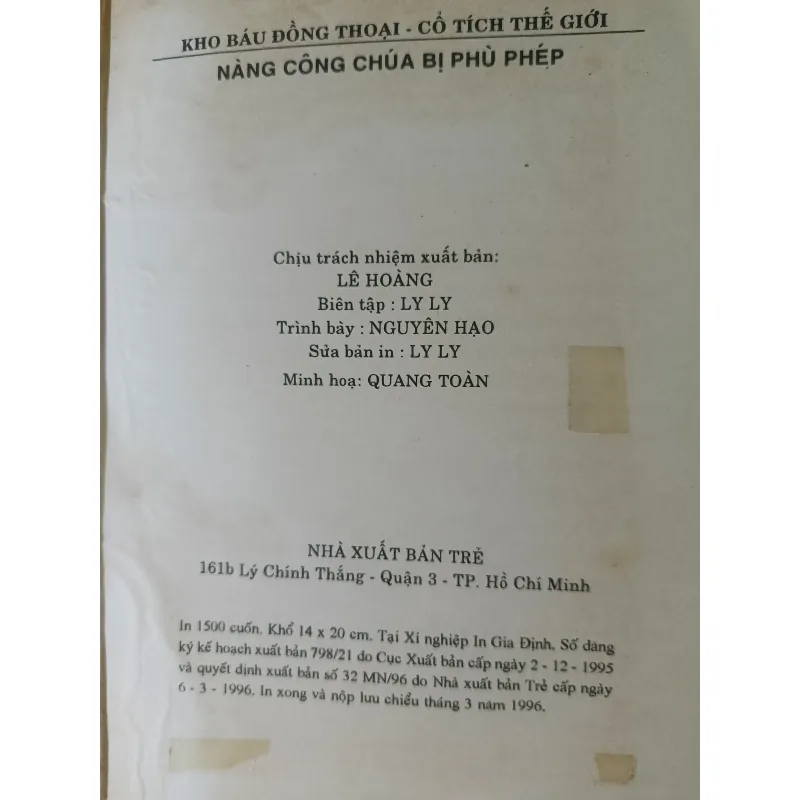 KHO BÁU ĐỒNG THOẠI - CỔ TÍCH THẾ GIỚI
NÀNG CÔNG CHÚA BỊ PHÙ PHÉP
Chịu trách nhiệm xuất bản:
LÊ HOÀNG
Biên tập : LY LY
Trình bày : NGUYÊN HẠO
Sửa bản in : LY LY
Minh hoạ: QUANG TOÀN
NHÀ XUẤT BẢN TRẺ
161b Lý Chính Thắng - Quận 3 - TP. Hồ Chí Minh
In 1500 cuốn. Khổ 14 x 20 cm. Tại Xí nghiệp In Gia Định. Số đăng
ký kế hoạch xuất bản 798/21 do Cục Xuất bản cấp ngày 2 - 12 - 1995
và quyết định xuất bản số 32 MN/96 do Nhà xuất bản Trẻ cấp ngày
6 - 3 - 1996. In xong và nộp lưu chiểu tháng 3 năm 1996.